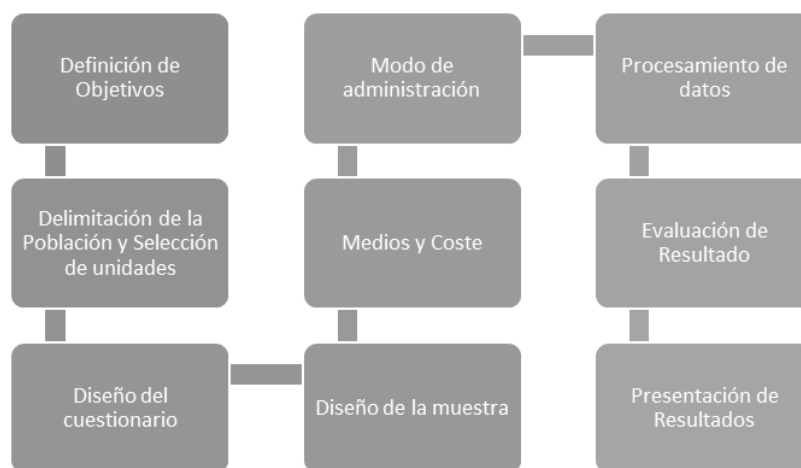 Definición de
Objetivos
Delimitación de la
Población y Selección
de unidades
Diseño del
cuestionario
Diseño de la muestra
Medios y Coste
Modo de
administración
Procesamiento de
datos
Evaluación de
Resultado
Presentación de
Resultados